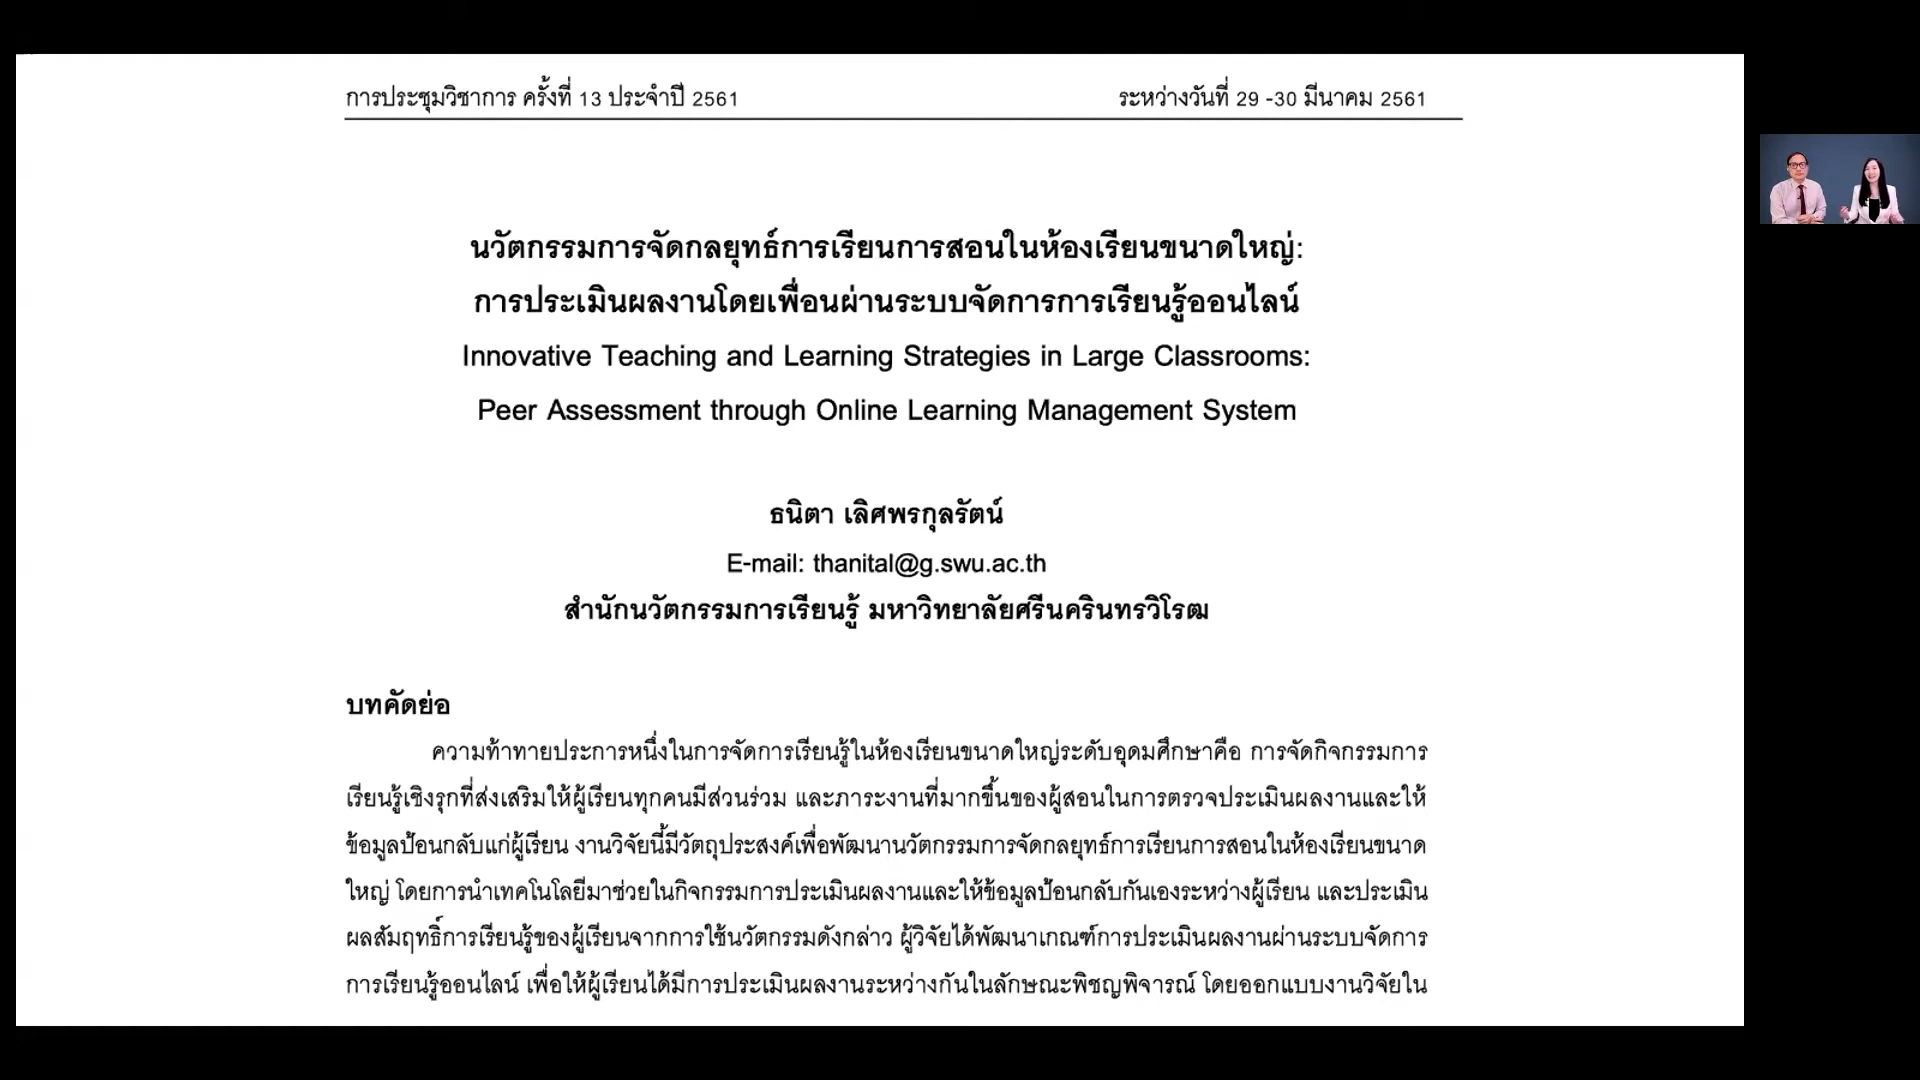 การประชุมวิชาการ ครั้งที่ 13 ประจำปี 2561 ระหว่างวันที่ 29 -30 มีนาคม 2561
นวัตกรรมการจัดกลยุทธ์การเรียนการสอนในห้องเรียนขนาดใหญ่:
การประเมินผลงานโดยเพื่อนผ่านระบบจัดการการเรียนรู้ออนไลน์
Innovative Teaching and Learning Strategies in Large Classrooms:
Peer Assessment through Online Learning Management System
ธนิตา เลิศพรกุลรัตน์
E-mail: thanital@g.swu.ac.th
สำนักนวัตกรรมการเรียนรู้ มหาวิทยาลัยศรีนครินทรวิโรฒ
บทคัดย่อ
ความท้าทายประการหนึ่งในการจัดการเรียนรู้ในห้องเรียนขนาดใหญ่ระดับอุดมศึกษาคือ การจัดกิจกรรมการ
เรียนรู้เชิงรุกที่ส่งเสริมให้ผู้เรียนทุกคนมีส่วนร่วม และภาระงานที่มากขึ้นของผู้สอนในการตรวจประเมินผลงานและให้
ข้อมูลป้อนกลับแก่ผู้เรียน งานวิจัยนี้มีวัตถุประสงค์เพื่อพัฒนานวัตกรรมการจัดกลยุทธ์การเรียนการสอนในห้องเรียนขนาด
ใหญ่ โดยการนำเทคโนโลยีมาช่วยในกิจกรรมการประเมินผลงานและให้ข้อมูลป้อนกลับกันเองระหว่างผู้เรียน และประเมิน
ผลสัมฤทธิ์การเรียนรู้ของผู้เรียนจากการใช้นวัตกรรมดังกล่าว ผู้วิจัยได้พัฒนาเกณฑ์การประเมินผลงานผ่านระบบจัดการ
การเรียนรู้ออนไลน์ เพื่อให้ผู้เรียนได้มีการประเมินผลงานระหว่างกันในลักษณะพิชญพิจารณ์ โดยออกแบบงานวิจัยใน